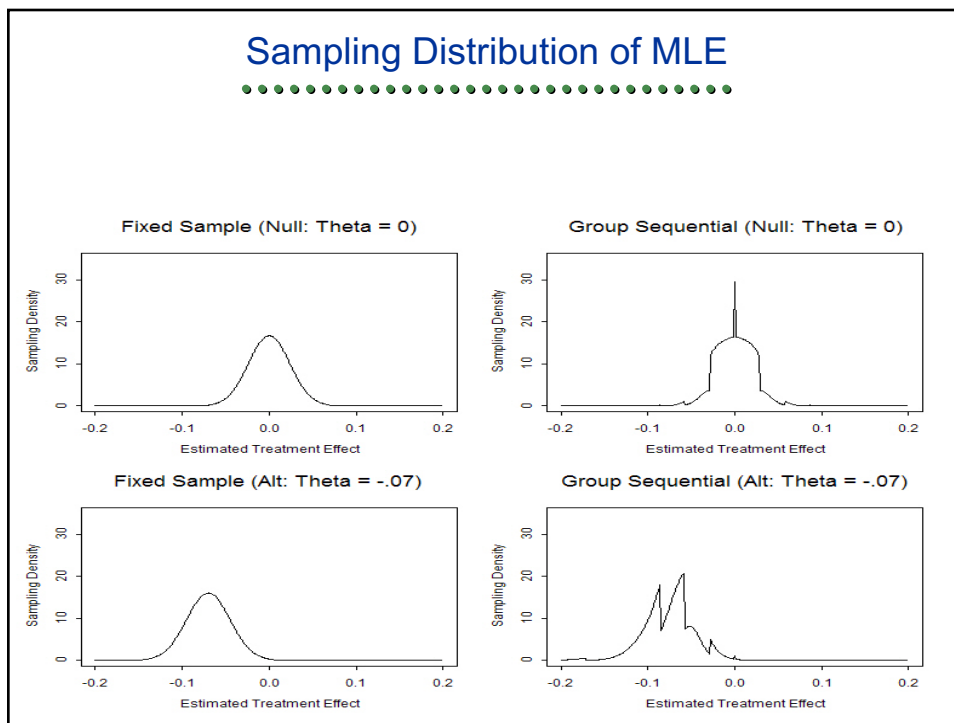 Sampling Distribution of MLE
Fixed Sample (Null: Theta = 0)
Sampling Density
0 10 20 30
-0.2 -0.1 0.0 0.1 0.2
Estimated Treatment Effect
Group Sequential (Null: Theta = 0)
Sampling Density
0 10 20 30
-0.2 -0.1 0.0 0.1 0.2
Estimated Treatment Effect
Fixed Sample (Alt: Theta = -.07)
Sampling Density
0 10 20 30
-0.2 -0.1 0.0 0.1 0.2
Estimated Treatment Effect
Group Sequential (Alt: Theta = -.07)
Sampling Density
0 10 20 30
-0.2 -0.1 0.0 0.1 0.2
Estimated Treatment Effect